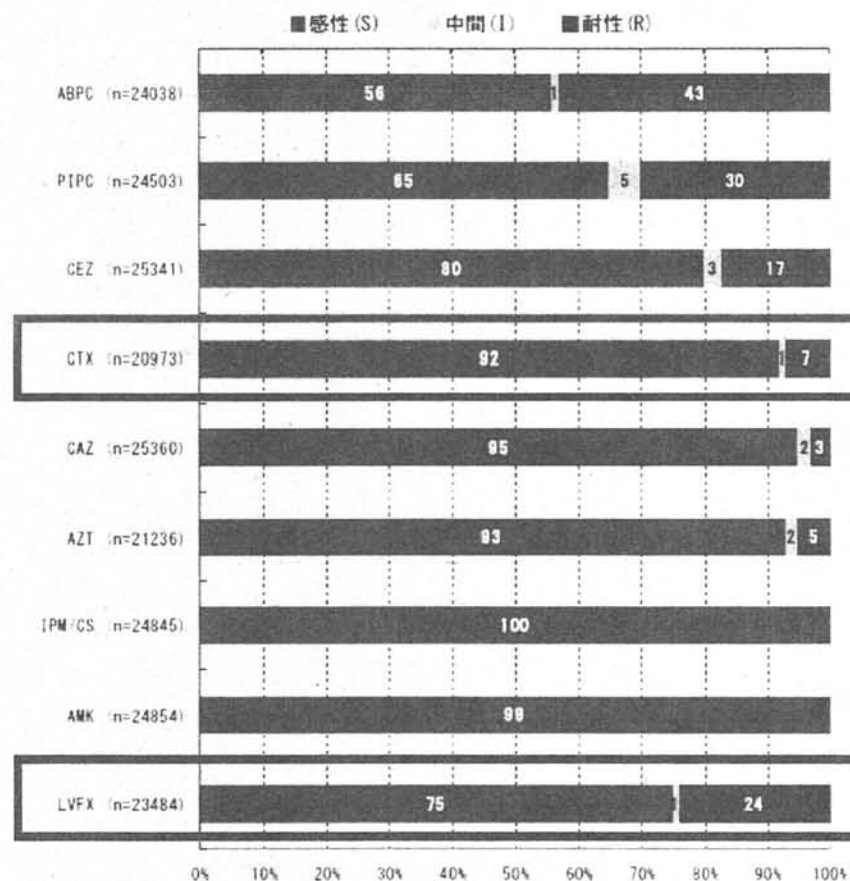 ■感性(S) 中間(I) ■耐性(R)
ABPC (n=24038) 56 1 43
PIPC (n=24503) 65 5 30
CEZ (n=25341) 80 3 17
CTX (n=20973) 92 1 7
CAZ (n=25360) 95 2 3
AZT (n=21236) 93 2 5
IPM/CS (n=24845) 100
AMK (n=24854) 99
LVFX (n=23484) 75 1 24
0% 10% 20% 30% 40% 50% 60% 70% 80% 90% 100%